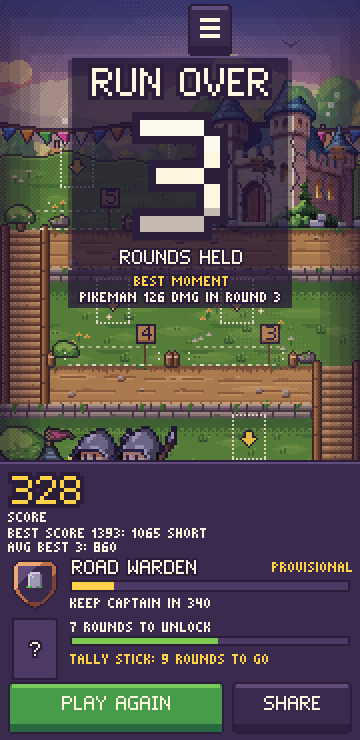 RUN OVER
5
3
ROUNDS HELD
BEST MOMENT
PIKEMAN 126 DMG IN ROUND 3
4
3
328
SCORE
BEST SCORE 1393: 1065 SHORT
AVG BEST 3: 860
ROAD WARDEN
PROVISIONAL
KEEP CAPTAIN IN 340
7 ROUNDS TO UNLOCK
?
TALLY STICK: 9 ROUNDS TO GO
PLAY AGAIN
SHARE